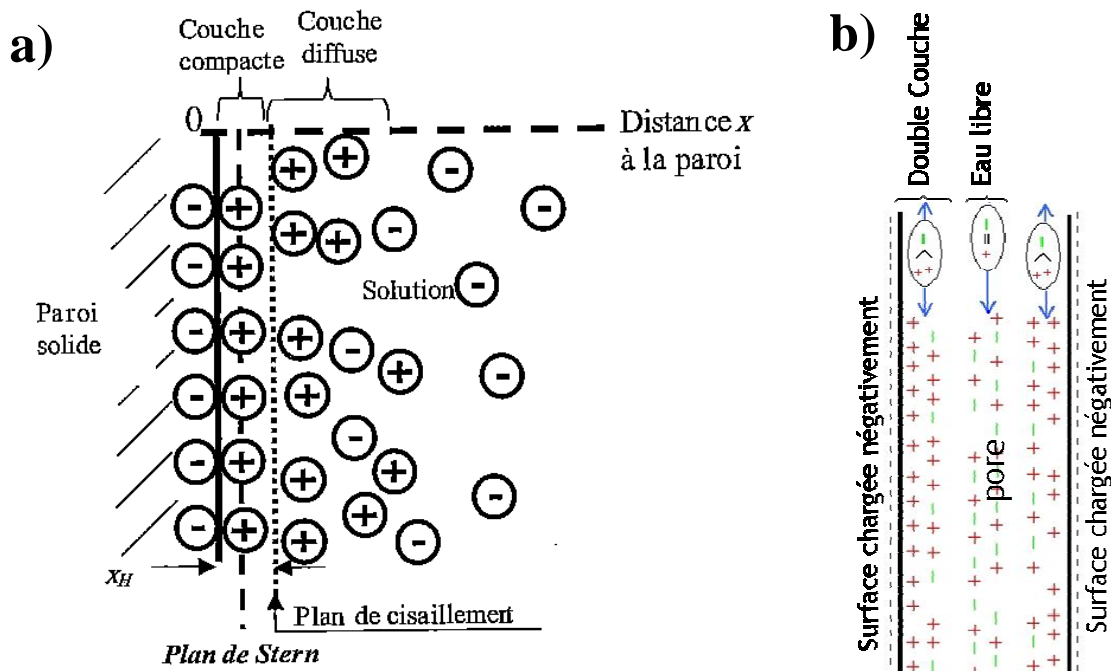 a)
Couche
compacte
Couche
diffuse
0
Distance x
à la paroi
Paroi
solide
Solution
x_H
Plan de cisaillement
Plan de Stern
b)
Double Couche
Eau libre
Surface chargée négativement
pore
Surface chargée négativement